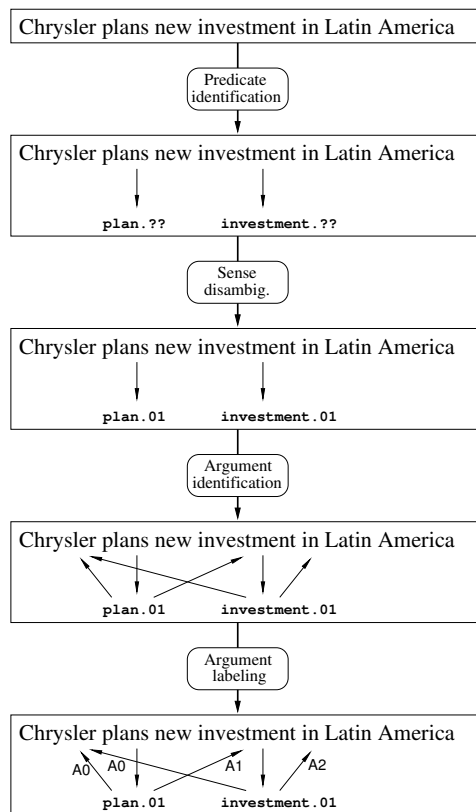 Chrysler plans new investment in Latin America
Predicate
identification
Chrysler plans new investment in Latin America
plan.?? investment.??
Sense
disambig.
Chrysler plans new investment in Latin America
plan.01 investment.01
Argument
identification
Chrysler plans new investment in Latin America
plan.01 investment.01
Argument
labeling
Chrysler plans new investment in Latin America
A0 A0 A1 A2
plan.01 investment.01